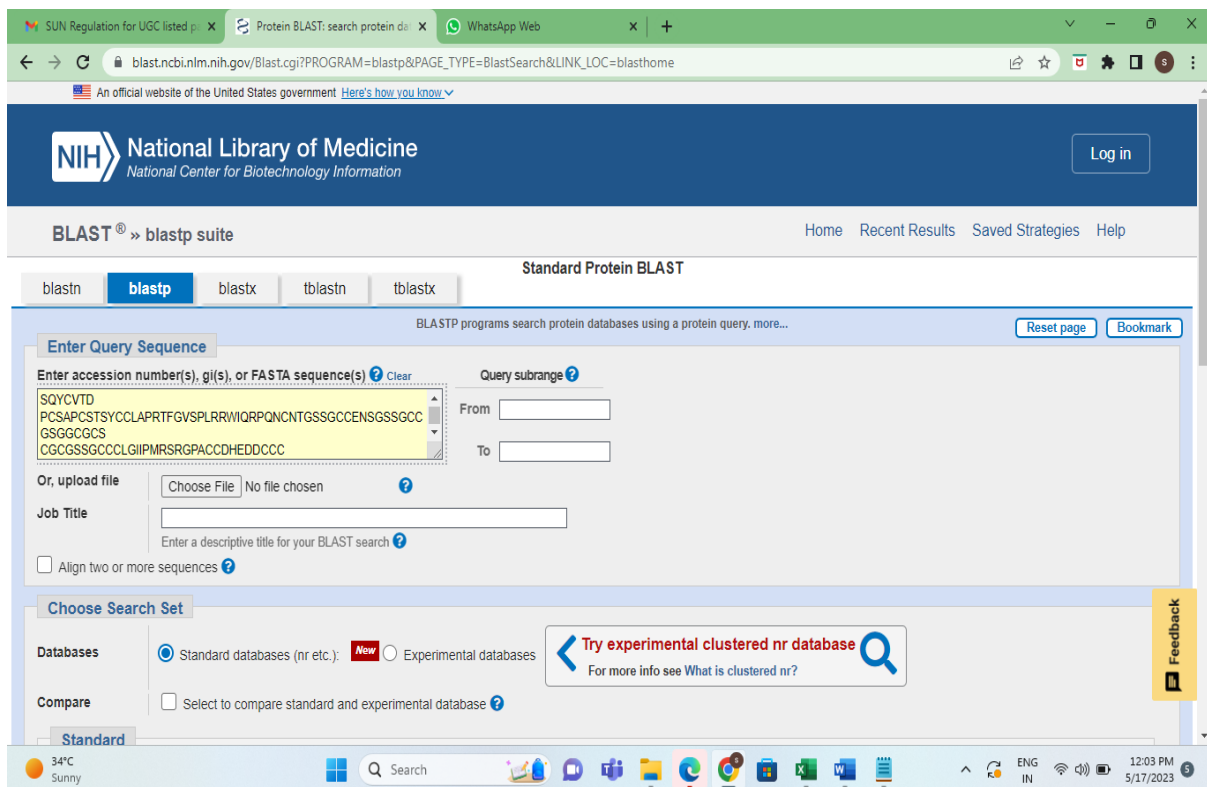 SUN Regulation for UGC listed p
Protein BLAST: search protein da
WhatsApp Web
blast.ncbi.nlm.nih.gov/Blast.cgi?PROGRAM=blastp&PAGE_TYPE=BlastSearch&LINK_LOC=blasthome
An official website of the United States government Here's how you know
NIH National Library of Medicine
National Center for Biotechnology Information
Log in
BLAST ® » blastp suite
Home Recent Results Saved Strategies Help
Standard Protein BLAST
blastn blastp blastx tblastn tblastx
BLASTP programs search protein databases using a protein query. more...
Reset page Bookmark
Enter Query Sequence
Enter accession number(s), gi(s), or FASTA sequence(s) Clear
Query subrange
SQYCVTD
PCSAPCSTSYCCLAPRTFGVSPLRRWIQRPQNCNTGSSGCCENSGSSGCC
GSGGCGCS
CGCGSSGCCCLGIIPMRSRGPACCDHEDDCCC
From
To
Or, upload file Choose File No file chosen
Job Title
Enter a descriptive title for your BLAST search
Align two or more sequences
Choose Search Set
Databases Standard databases (nr etc.): New Experimental databases
Try experimental clustered nr database
For more info see What is clustered nr?
Compare Select to compare standard and experimental database
Standard
Feedback
34°C
Sunny
Search
ENG
IN
12:03 PM
5/17/2023
5